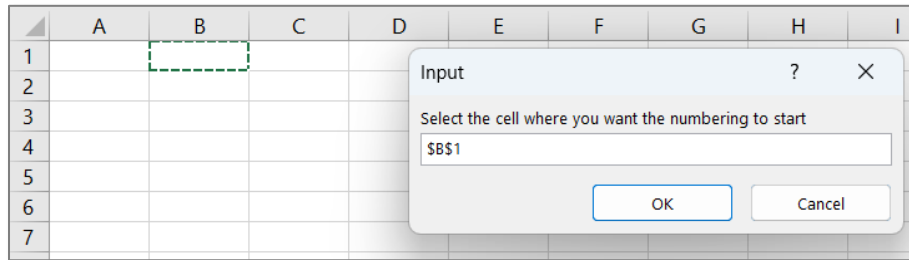 A B C D E F G H I
1
Input ? X
2
3
Select the cell where you want the numbering to start
4
$B$1
5
6
OK Cancel
7